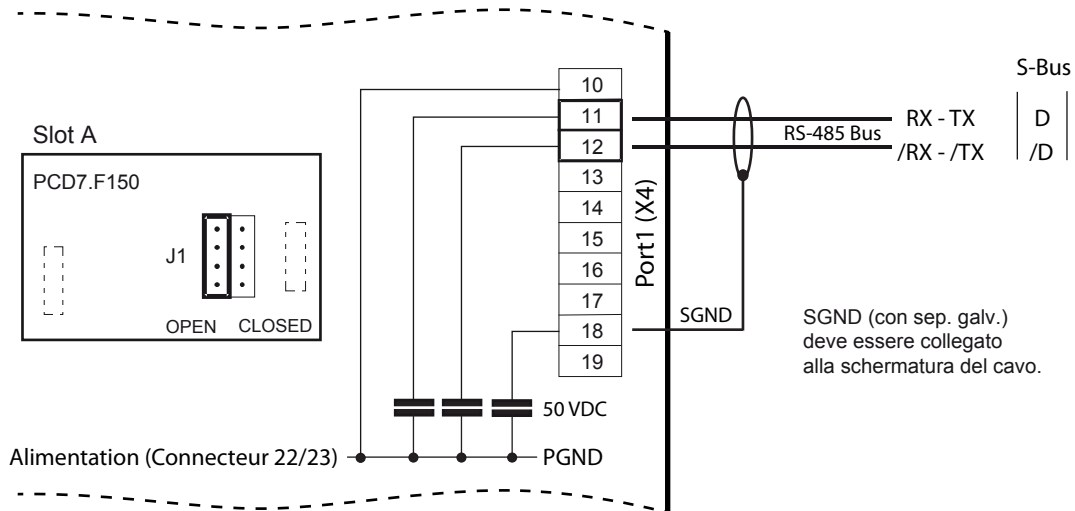 Slot A
PCD7.F150
J1
OPEN CLOSED
10
11
12
13
14
15
16
17
18
19
Port1 (X4)
S-Bus
RX - TX D
RS-485 Bus
/RX - /TX /D
SGND
SGND (con sep. galv.)
deve essere collegato
alla schermatura del cavo.
50 VDC
Alimentation (Connecteur 22/23)
PGND